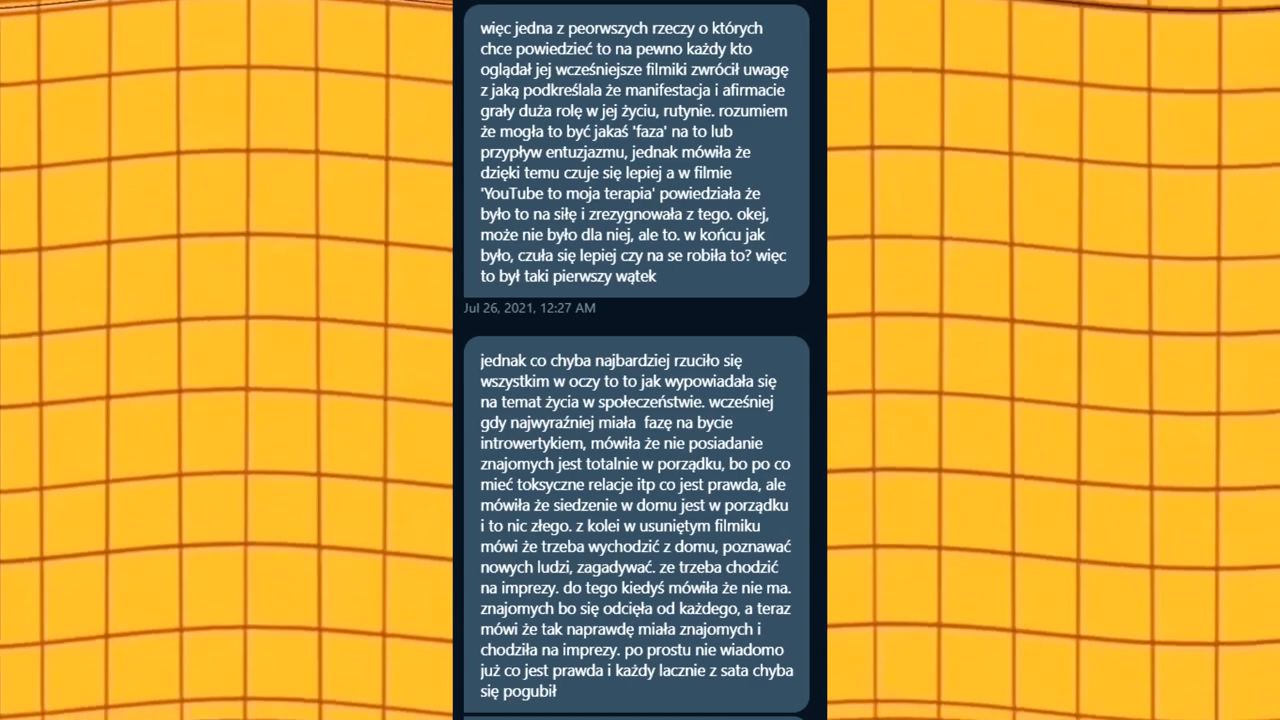 więc jedna z peorwszych rzeczy o których
chce powiedzieć to na pewno każdy kto
oglądał jej wcześniejsze filmiki zwrócił uwagę
z jaką podkreślala że manifestacja i afirmacie
grały duża rolę w jej życiu, rutynie. rozumiem
że mogła to być jakaś 'faza' na to lub
przypływ entuzjazmu, jednak mówiła że
dzięki temu czuje się lepiej a w filmie
'YouTube to moja terapia' powiedziała że
było to na siłę i zrezygnowała z tego. okej,
może nie było dla niej, ale to. w końcu jak
było, czuła się lepiej czy na se robiła to? więc
to był taki pierwszy wątek
Jul 26, 2021, 12:27 AM
jednak co chyba najbardziej rzuciło się
wszystkim w oczy to to jak wypowiadała się
na temat życia w społeczeństwie. wcześniej
gdy najwyraźniej miała fazę na bycie
introwertykiem, mówiła że nie posiadanie
znajomych jest totalnie w porządku, bo po co
mieć toksyczne relacje itp co jest prawda, ale
mówiła że siedzenie w domu jest w porządku
i to nic złego. z kolei w usuniętym filmiku
mówi że trzeba wychodzić z domu, poznawać
nowych ludzi, zagadywać. ze trzeba chodzić
na imprezy. do tego kiedyś mówiła że nie ma.
znajomych bo się odcięła od każdego, a teraz
mówi że tak naprawdę miała znajomych i
chodziła na imprezy. po prostu nie wiadomo
już co jest prawda i każdy lacznie z sata chyba
się pogubił